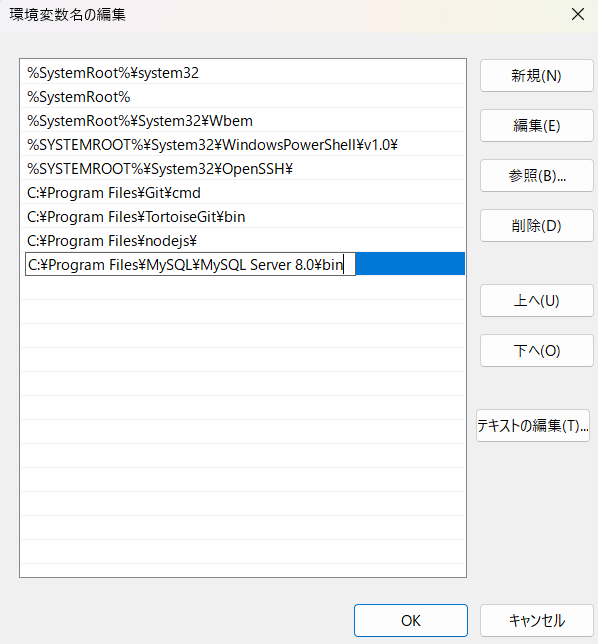 環境変数名の編集
%SystemRoot%¥system32
%SystemRoot%
%SystemRoot%¥System32¥Wbem
%SYSTEMROOT%¥System32¥WindowsPowerShell¥v1.0¥
%SYSTEMROOT%¥System32¥OpenSSH¥
C:¥Program Files¥Git¥cmd
C:¥Program Files¥TortoiseGit¥bin
C:¥Program Files¥nodejs¥
C:¥Program Files¥MySQL¥MySQL Server 8.0¥bin
新規(N)
編集(E)
参照(B)...
削除(D)
上へ(U)
下へ(O)
テキストの編集(T)...
OK
キャンセル